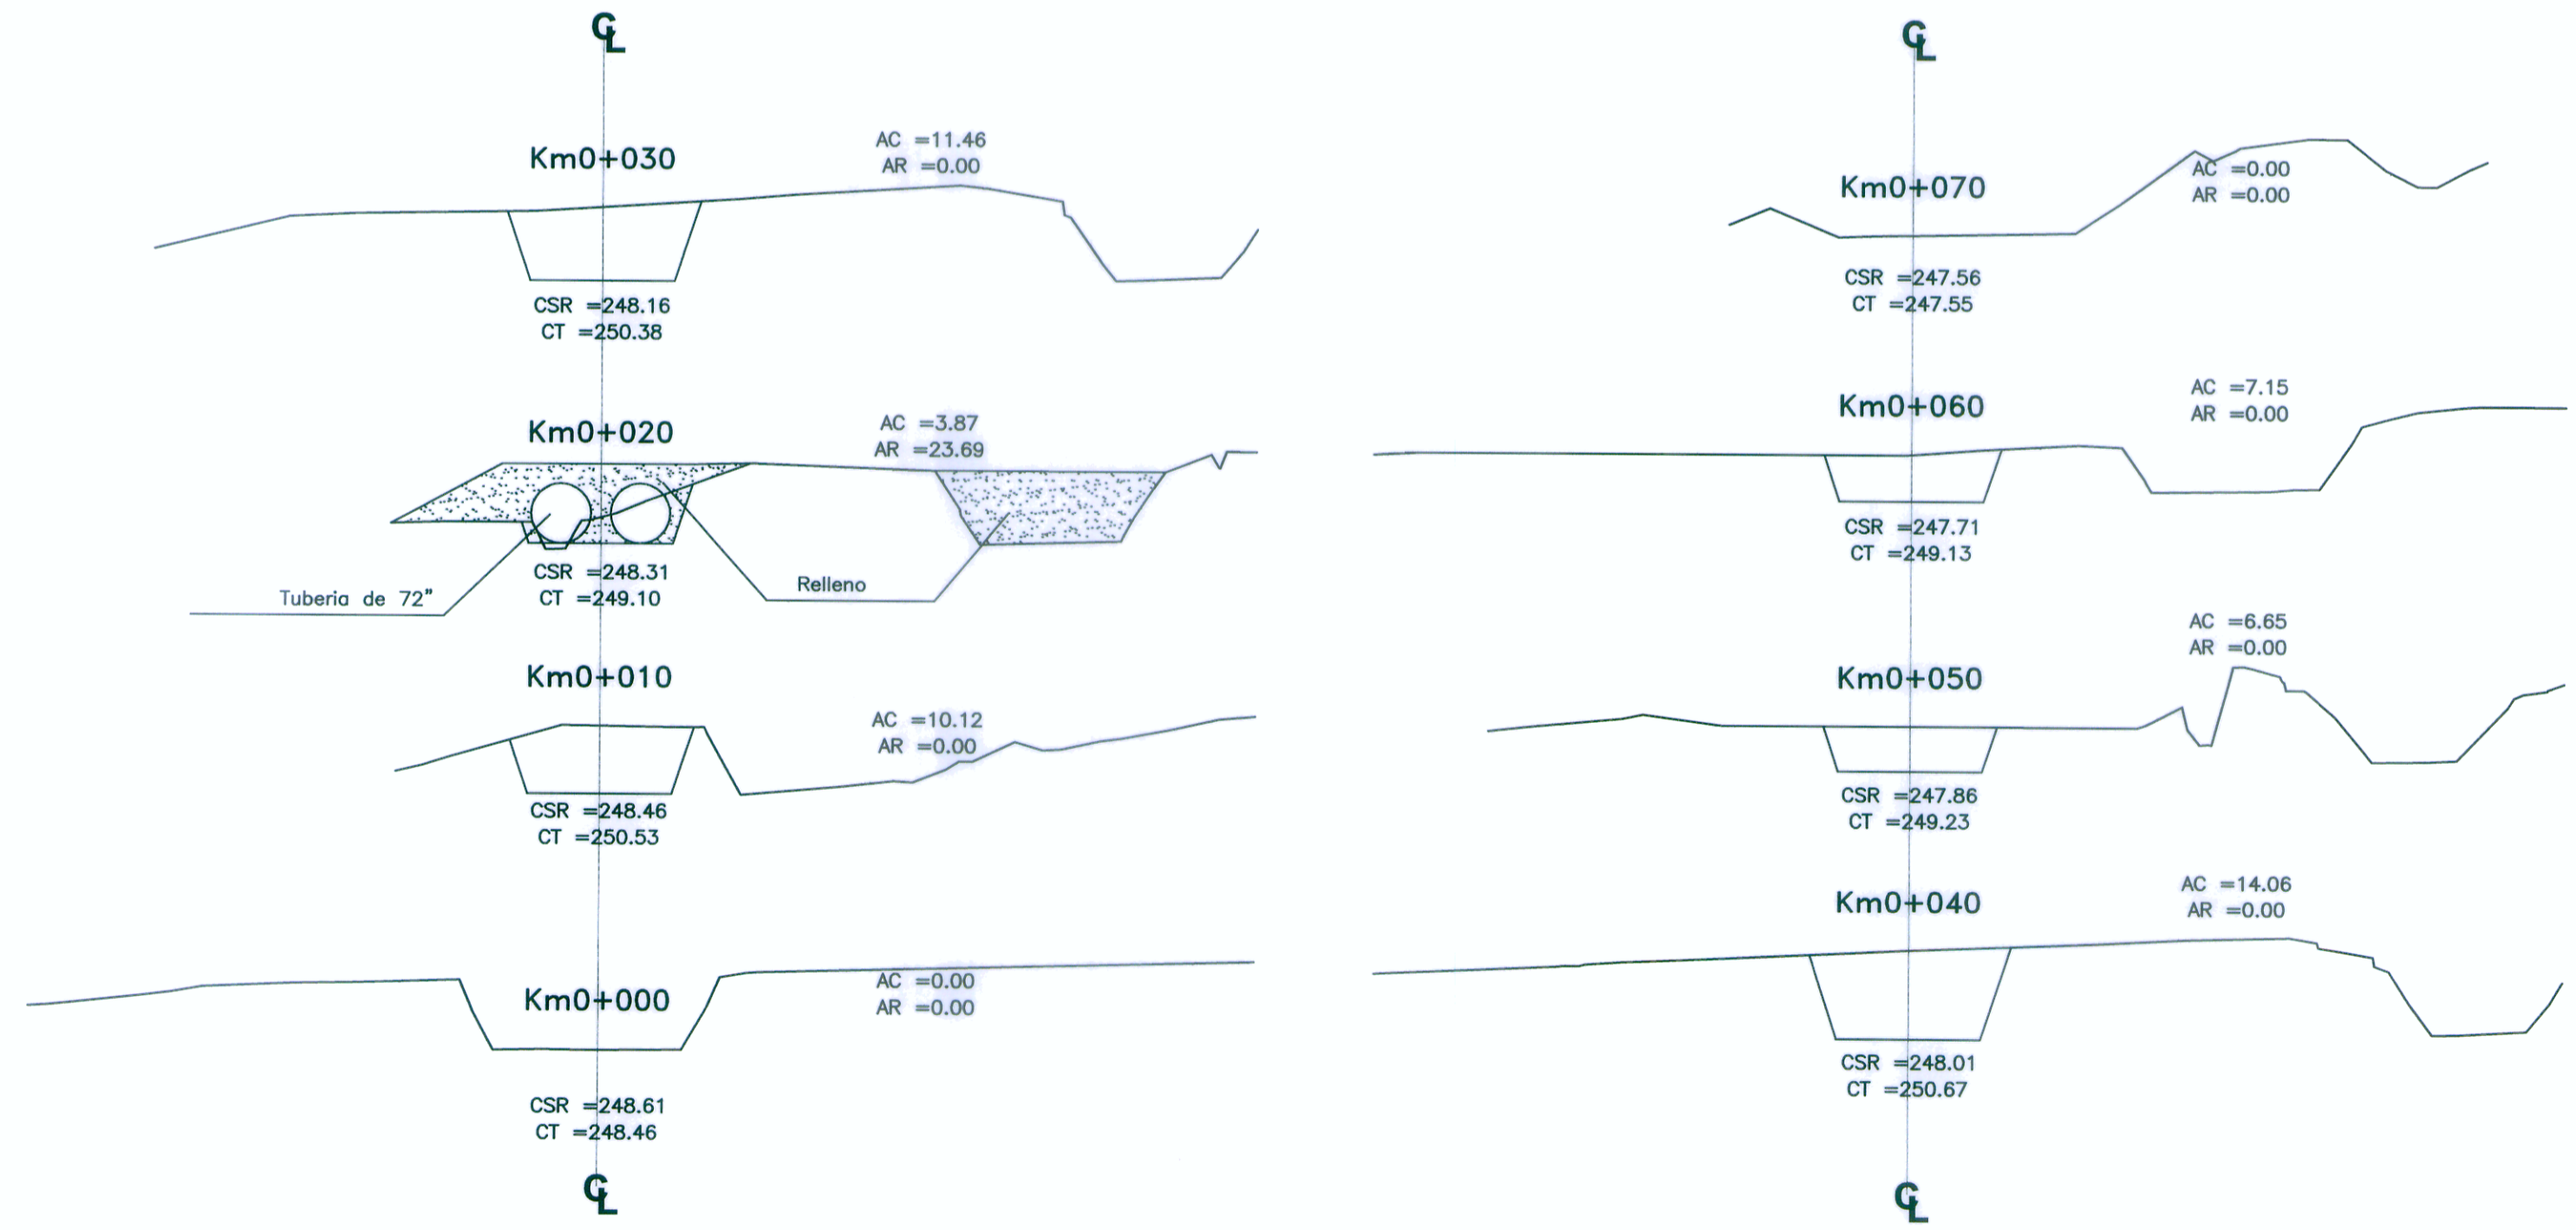 ℄
Km0+030
AC =11.46
AR =0.00
CSR =248.16
CT =250.38
Km0+020
AC =3.87
AR =23.69
CSR =248.31
CT =249.10
Tuberia de 72"
Relleno
Km0+010
AC =10.12
AR =0.00
CSR =248.46
CT =250.53
Km0+000
AC =0.00
AR =0.00
CSR =248.61
CT =248.46
℄
℄
Km0+070
AC =0.00
AR =0.00
CSR =247.56
CT =247.55
Km0+060
AC =7.15
AR =0.00
CSR =247.71
CT =249.13
Km0+050
AC =6.65
AR =0.00
CSR =247.86
CT =249.23
Km0+040
AC =14.06
AR =0.00
CSR =248.01
CT =250.67
℄